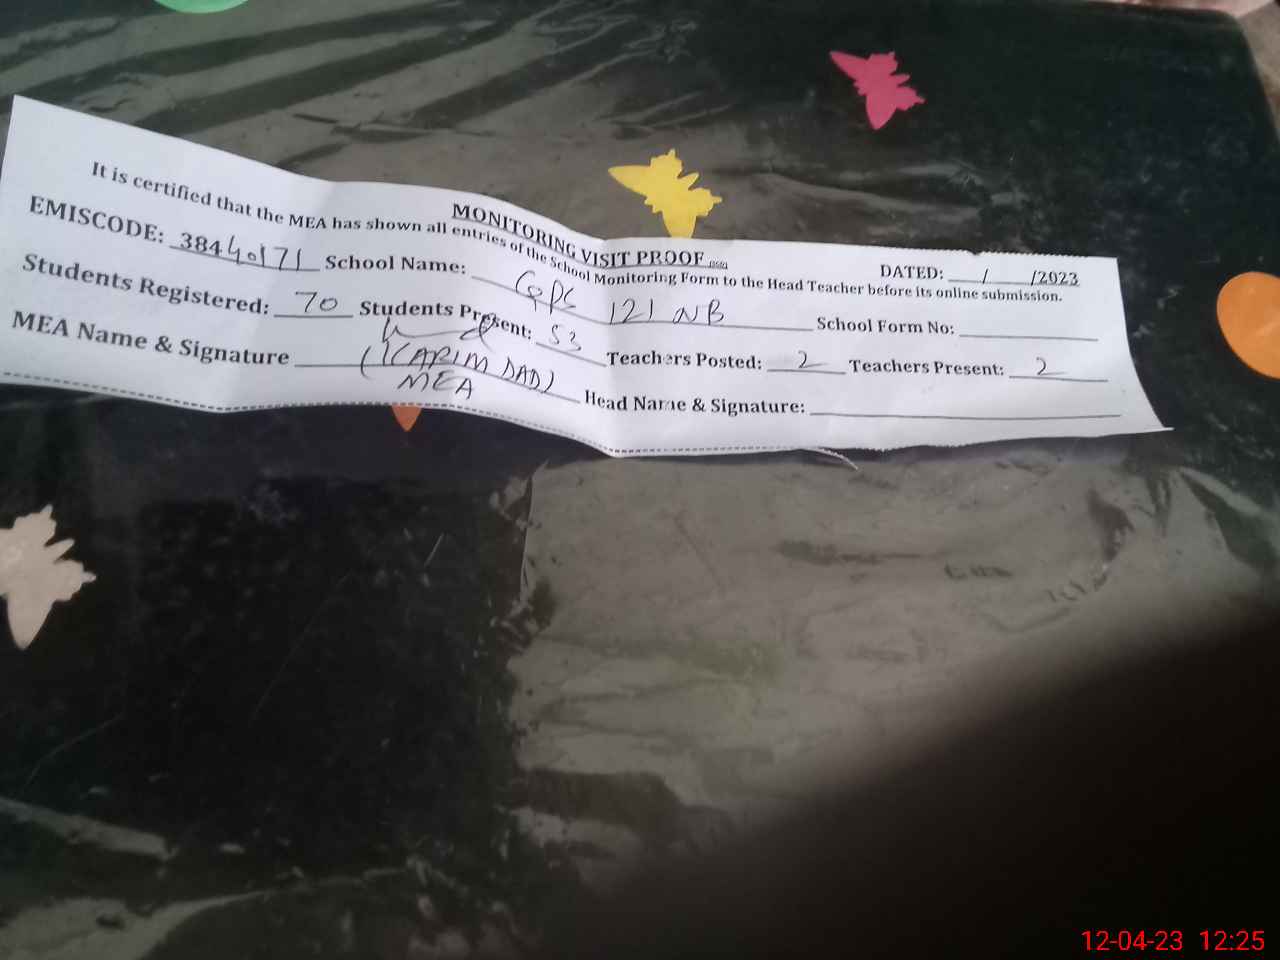 MONITORING VISIT PROOF
DATED: ___/___/2023
It is certified that the MEA has shown all entries of the School Monitoring Form to the Head Teacher before its online submission.
EMISCODE: 38440171 School Name: GPS 121 NB School Form No:
Students Registered: 70 Students Present: 53 Teachers Posted: 2 Teachers Present: 2
MEA Name & Signature (KARIM DAD) Head Name & Signature:
MEA
12-04-23 12:25